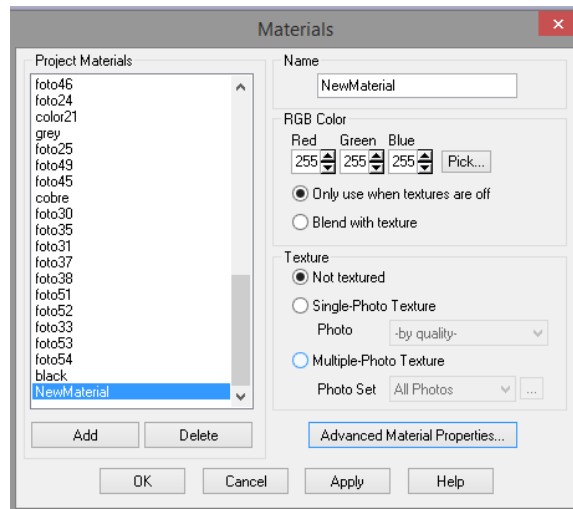 Materials
Project Materials
foto46
foto24
color21
grey
foto25
foto49
foto45
cobre
foto30
foto35
foto31
foto37
foto38
foto51
foto52
foto33
foto53
foto54
black
NewMaterial
Add Delete
Name
NewMaterial
RGB Color
Red Green Blue
255 255 255 Pick...
Only use when textures are off
Blend with texture
Texture
Not textured
Single-Photo Texture
Photo -by quality-
Multiple-Photo Texture
Photo Set All Photos ...
Advanced Material Properties...
OK Cancel Apply Help